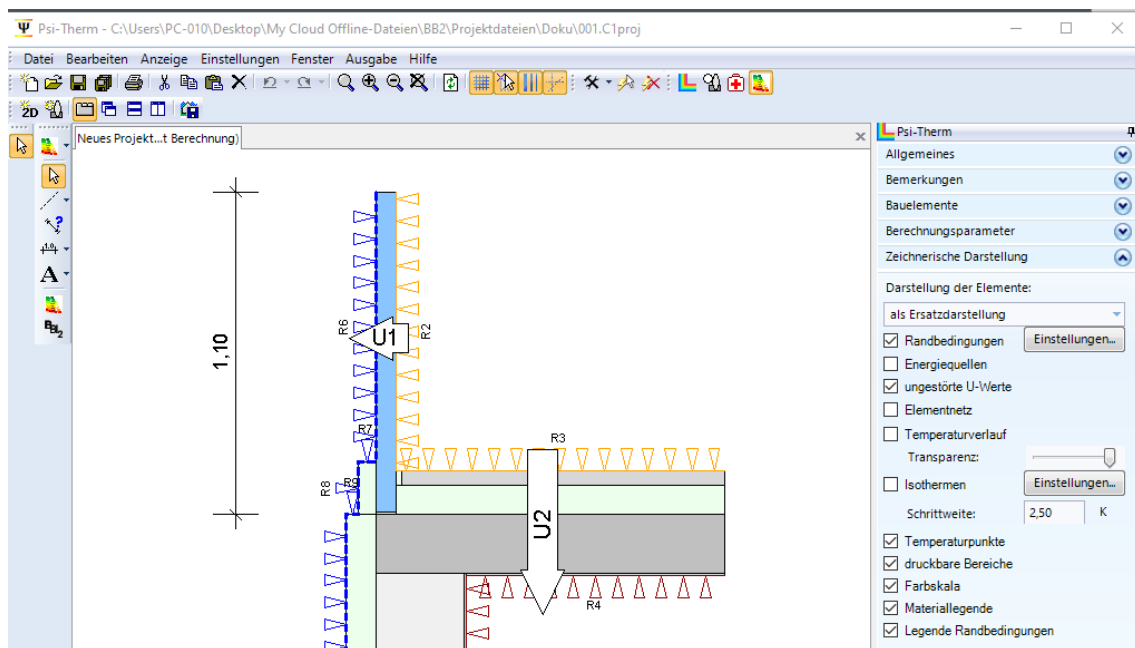 Ψ Psi-Therm - C:\Users\PC-010\Desktop\My Cloud Offline-Dateien\BB2\Projektdateien\Doku\001.C1proj
Datei Bearbeiten Anzeige Einstellungen Fenster Ausgabe Hilfe
2D
Neues Projekt...t Berechnung)
Psi-Therm
Allgemeines
Bemerkungen
Bauelemente
Berechnungsparameter
Zeichnerische Darstellung
Darstellung der Elemente:
als Ersatzdarstellung
Randbedingungen Einstellungen...
Energiequellen
ungestörte U-Werte
Elementnetz
Temperaturverlauf
Transparenz:
Isothermen Einstellungen...
Schrittweite: 2,50 K
Temperaturpunkte
druckbare Bereiche
Farbskala
Materiallegende
Legende Randbedingungen
A
BBL2
1,10
R6
U1
R2
R7
R3
R8
R9
U2
R4